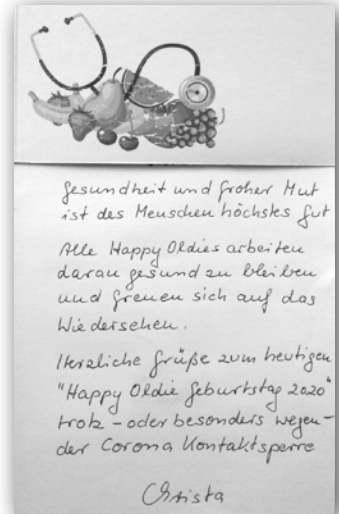 Gesundheit und froher Mut
ist des Menschen höchstes Gut
Alle Happy Oldies arbeiten
daran gesund zu bleiben
und freuen sich auf das
Wiedersehen.
Herzliche Grüße zum heutigen
"Happy Oldie Geburtstag 2020"
trotz - oder besonders wegen -
der Corona Kontaktsperre
Christa